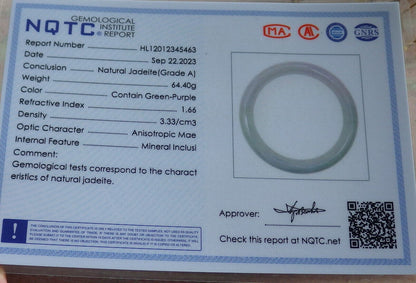 NQTC®
GEMOLOGICAL
INSTITUTE
REPORT
MA
GNRS
Report Number HL12012345463
Date Sep 22.2023
Conclusion Natural Jadeite(Grade A)
Weight 64.40g
Color Contain Green-Purple
Refractive Index 1.66
Density 3.33/cm3
Optic Character Anisotropic Mae
Internal Feature Mineral Inclusi
Comment:
Gemological tests correspond to the charact
eristics of natural jadeite.
Approver:
Check this report at NQTC.net
!